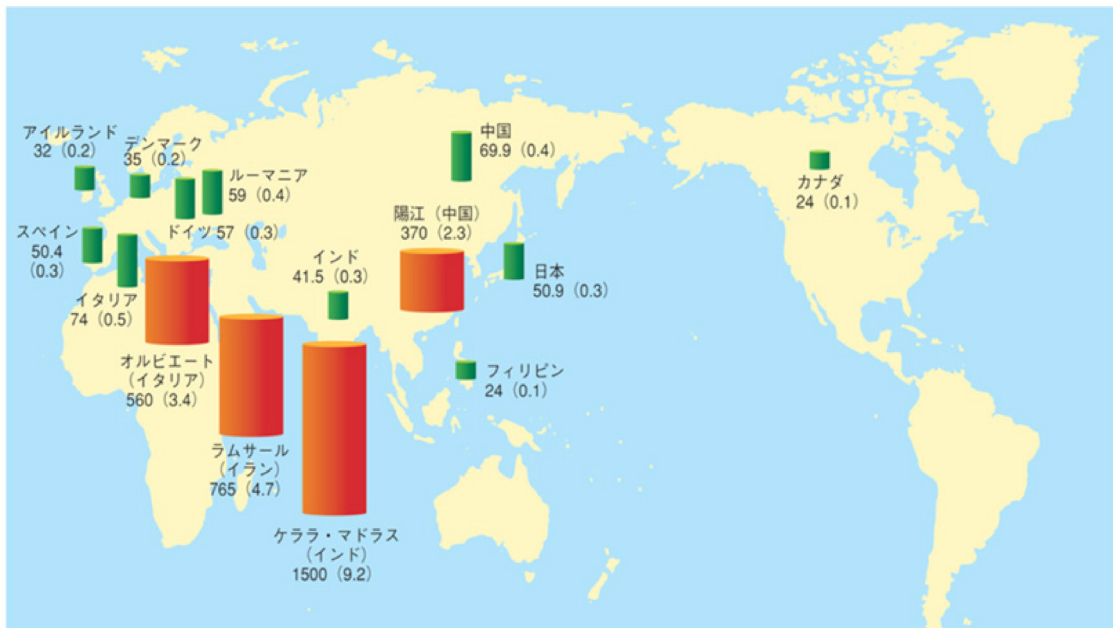 アイルランド
32（0.2）
デンマーク
35（0.2）
ルーマニア
59（0.4）
ドイツ 57（0.3）
スペイン
50.4
（0.3）
イタリア
74（0.5）
オルビエート
（イタリア）
560（3.4）
ラムサール
（イラン）
765（4.7）
ケララ・マドラス
（インド）
1500（9.2）
インド
41.5（0.3）
中国
69.9（0.4）
陽江（中国）
370（2.3）
日本
50.9（0.3）
フィリピン
24（0.1）
カナダ
24（0.1）